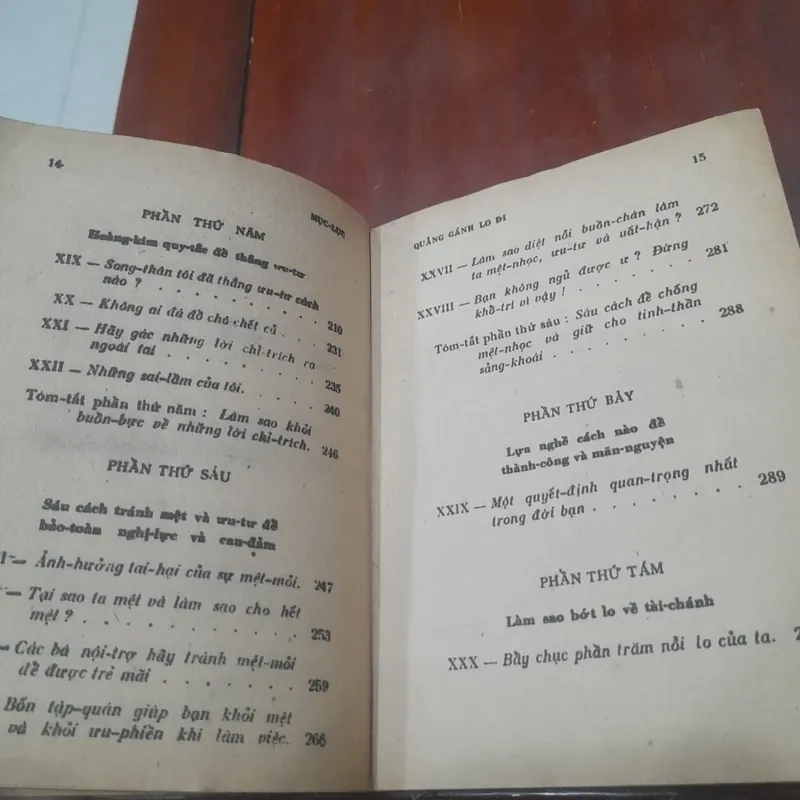 14
MỤC-LỤC
PHẦN THỨ NĂM
Hoàng-kim quy-tắc để thắng ưu-tư
XIX — Song-thân tôi đã thắng ưu-tư cách
nào ? . . . . . . . . . 210
XX — Không ai đá đồ chó chết cả . . . 231
XXI — Hãy gác những lời chỉ-trích ra
ngoài tai . . . . . . . . 235
XXII — Những sai-lầm của tôi. . . . . 240
Tóm-tắt phần thứ năm : Làm sao khỏi
buồn-bực về những lời chỉ-trích. 246
PHẦN THỨ SÁU
Sáu cách tránh mệt và ưu-tư để
bảo-toàn nghị-lực và can-đảm
I — Ảnh-hưởng tai-hại của sự mệt-mỏi. 247
— Tại sao ta mệt và làm sao cho hết
mệt ? . . . . . . . . . . 253
— Các bà nội-trợ hãy tránh mệt-mỏi
để được trẻ mãi . . . . . . 259
Bốn tập-quán giúp bạn khỏi mệt
và khỏi ưu-phiền khi làm việc. 266
15
QUẲNG GÁNH LO ĐI
XXVII — Làm sao diệt nỗi buồn-chán làm
ta mệt-nhọc, ưu-tư và uất-hận ? 272
XXVIII — Bạn không ngủ được ư ? Đừng
khổ-trí vì vậy ! . . . . . . . 281
Tóm-tắt phần thứ sáu : Sáu cách để chống
mệt-nhọc và giữ cho tinh-thần
sảng-khoái . . . . . . . . 288
PHẦN THỨ BẢY
Lựa nghề cách nào để
thành-công và mãn-nguyện
XXIX — Một quyết-định quan-trọng nhất
trong đời bạn . . . . . . . 289
PHẦN THỨ TÁM
Làm sao bớt lo về tài-chánh
XXX — Bảy chục phần trăm nỗi lo của ta.